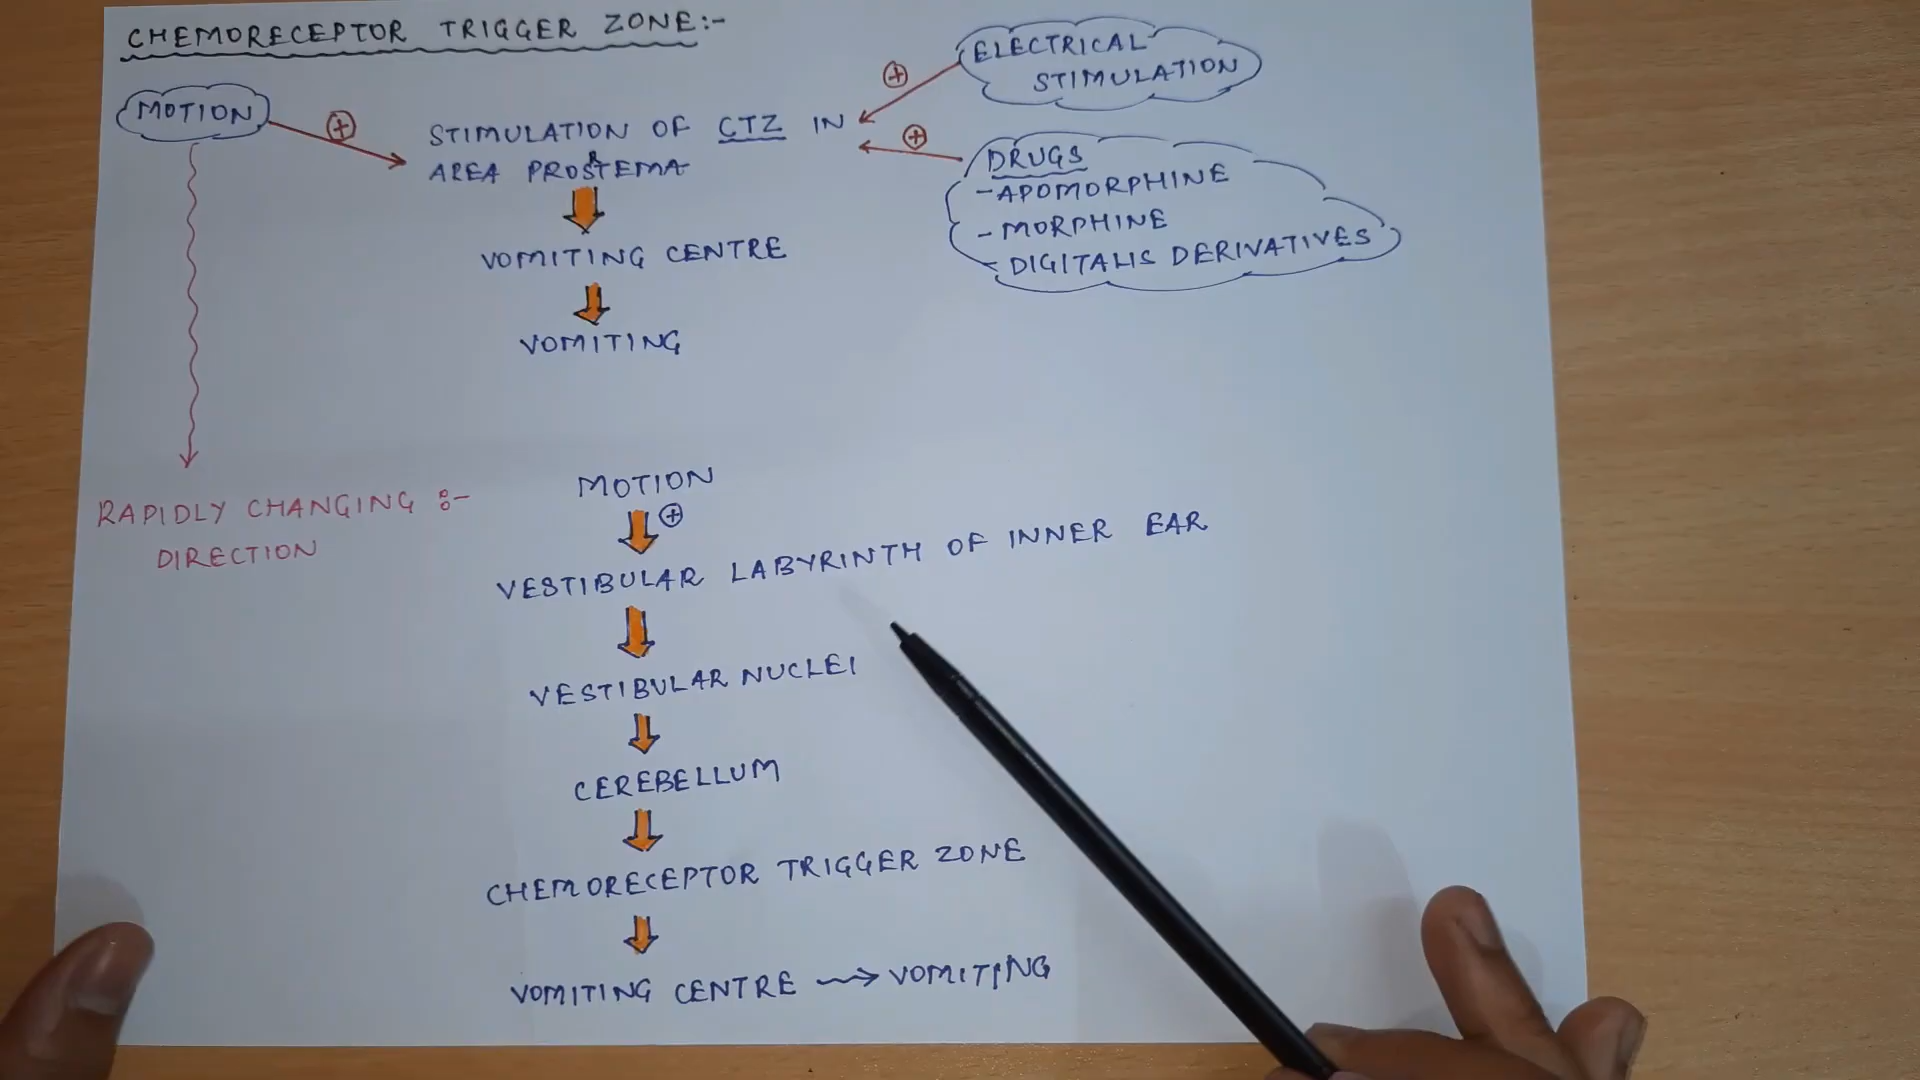 CHEMORECEPTOR TRIGGER ZONE:-
MOTION
⊕
STIMULATION OF CTZ IN
AREA PROSTEMA
⊕
ELECTRICAL
STIMULATION
⊕
DRUGS
- APOMORPHINE
- MORPHINE
- DIGITALIS DERIVATIVES
VOMITING CENTRE
VOMITING
RAPIDLY CHANGING :-
DIRECTION
MOTION
⊕
VESTIBULAR LABYRINTH OF INNER EAR
VESTIBULAR NUCLEI
CEREBELLUM
CHEMORECEPTOR TRIGGER ZONE
VOMITING CENTRE → VOMITING